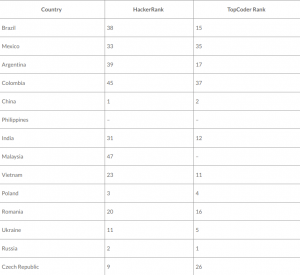 Country HackerRank TopCoder Rank
Brazil 38 15
Mexico 33 35
Argentina 39 17
Colombia 45 37
China 1 2
Philippines – –
India 31 12
Malaysia 47 –
Vietnam 23 11
Poland 3 4
Romania 20 16
Ukraine 11 5
Russia 2 1
Czech Republic 9 26